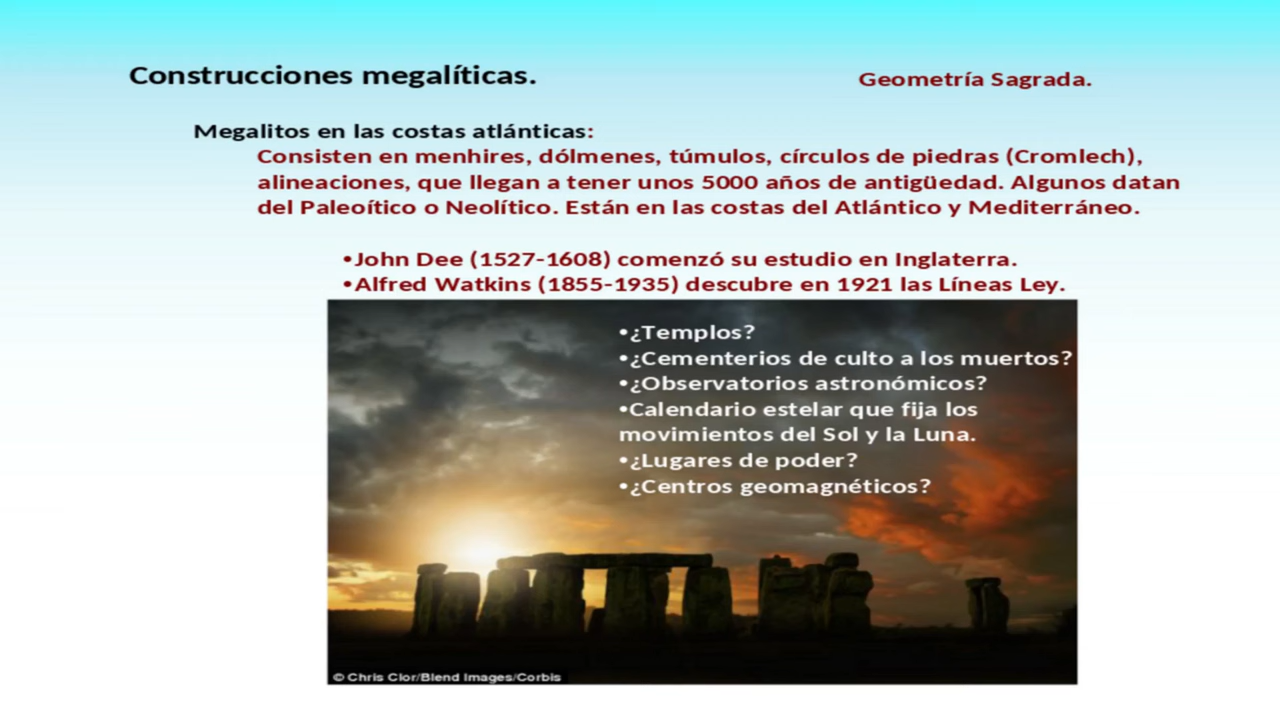 Construcciones megalíticas.
Geometría Sagrada.
Megalitos en las costas atlánticas:
Consisten en menhires, dólmenes, túmulos, círculos de piedras (Cromlech),
alineaciones, que llegan a tener unos 5000 años de antigüedad. Algunos datan
del Paleoítico o Neolítico. Están en las costas del Atlántico y Mediterráneo.
•John Dee (1527-1608) comenzó su estudio en Inglaterra.
•Alfred Watkins (1855-1935) descubre en 1921 las Líneas Ley.
•¿Templos?
•¿Cementerios de culto a los muertos?
•¿Observatorios astronómicos?
•Calendario estelar que fija los
movimientos del Sol y la Luna.
•¿Lugares de poder?
•¿Centros geomagnéticos?
© Chris Clor/Blend Images/Corbis